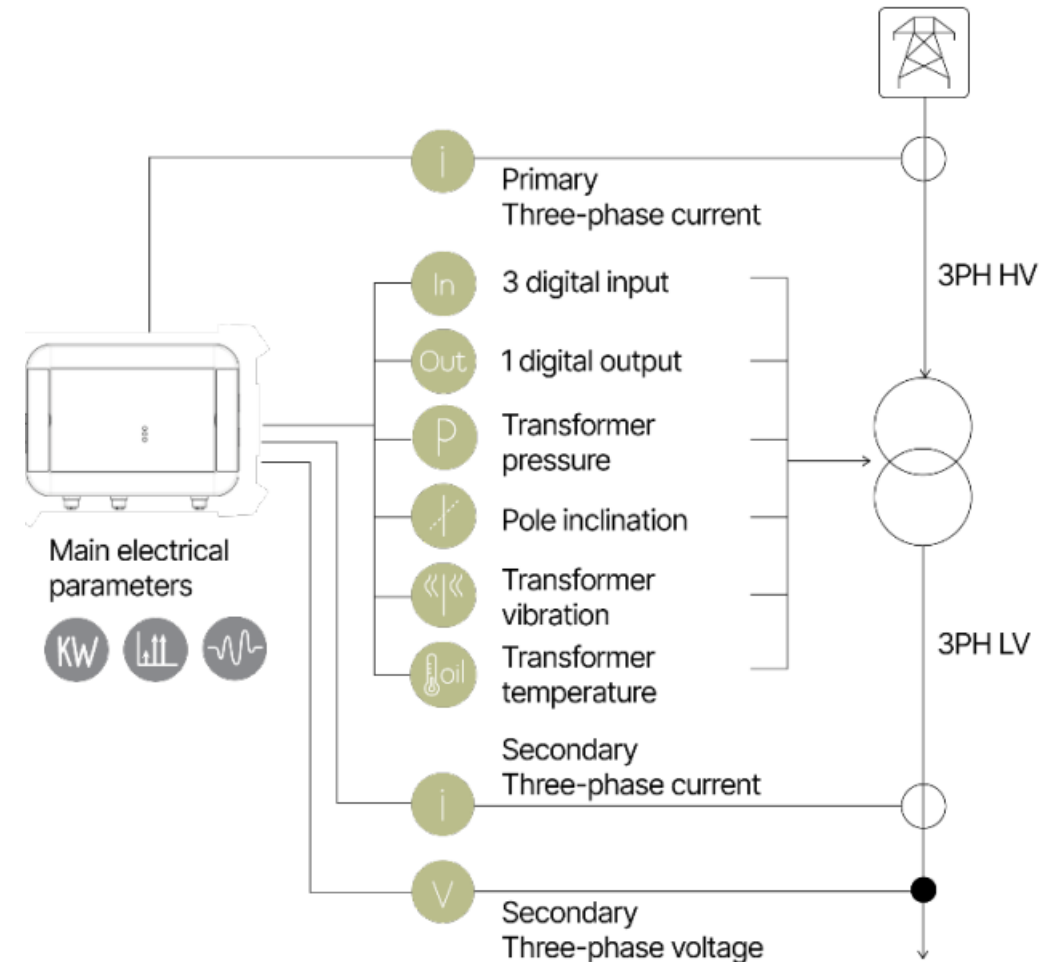 i
Primary
Three-phase current
3PH HV
In
3 digital input
Out
1 digital output
P
Transformer
pressure
Pole inclination
Main electrical
parameters
KW
Transformer
vibration
oil
Transformer
temperature
3PH LV
i
Secondary
Three-phase current
V
Secondary
Three-phase voltage